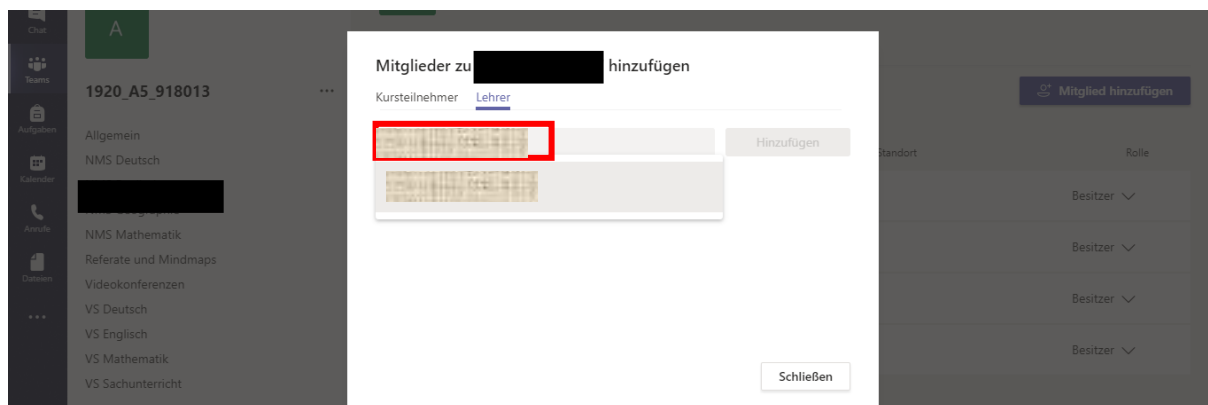 Chat
Teams
Aufgaben
Kalender
Anrufe
Dateien
A
1920_A5_918013
Allgemein
NMS Deutsch
NMS Mathematik
Referate und Mindmaps
Videokonferenzen
VS Deutsch
VS Englisch
VS Mathematik
VS Sachunterricht
Mitglieder zu hinzufügen
Kursteilnehmer Lehrer
Hinzufügen
Schließen
Mitglied hinzufügen
Standort Rolle
Besitzer
Besitzer
Besitzer
Besitzer